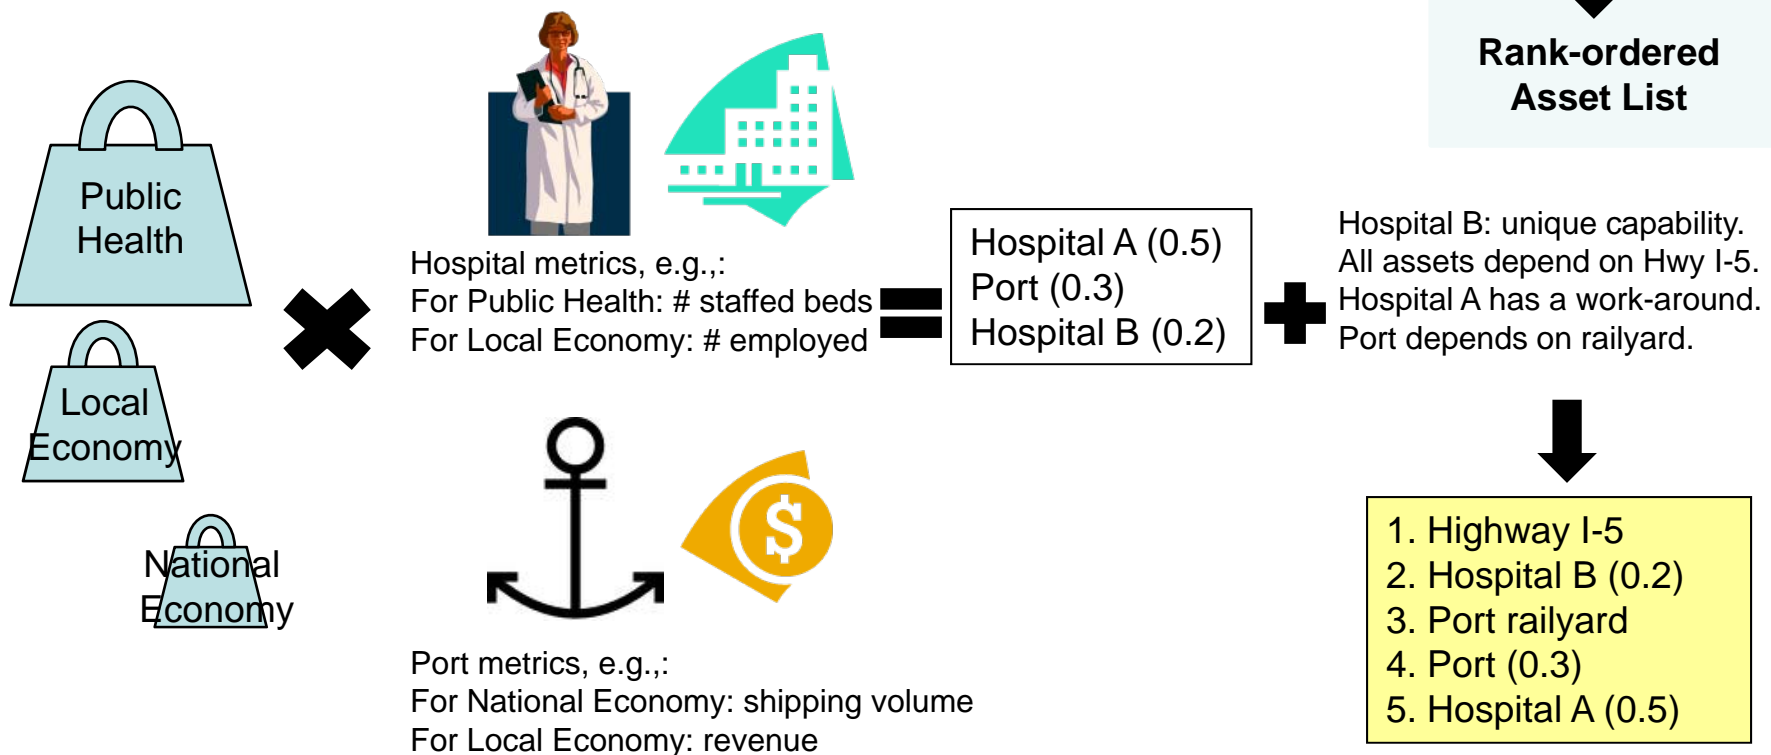 Rank-ordered
Asset List
Public
Health
Local
Economy
National
Economy
Hospital metrics, e.g.,:
For Public Health: # staffed beds
For Local Economy: # employed
Port metrics, e.g.,:
For National Economy: shipping volume
For Local Economy: revenue
$
Hospital A (0.5)
Port (0.3)
Hospital B (0.2)
Hospital B: unique capability.
All assets depend on Hwy I-5.
Hospital A has a work-around.
Port depends on railyard.
1. Highway I-5
2. Hospital B (0.2)
3. Port railyard
4. Port (0.3)
5. Hospital A (0.5)